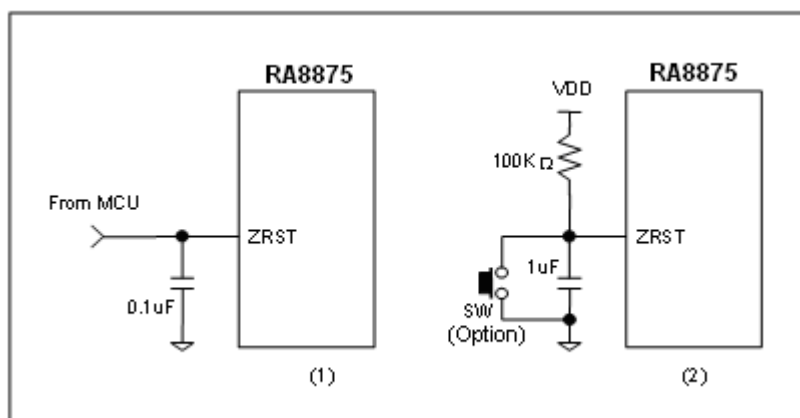 RA8875
From MCU
ZRST
0.1uF
(1)
RA8875
VDD
100KΩ
ZRST
1uF
SW
(Option)
(2)